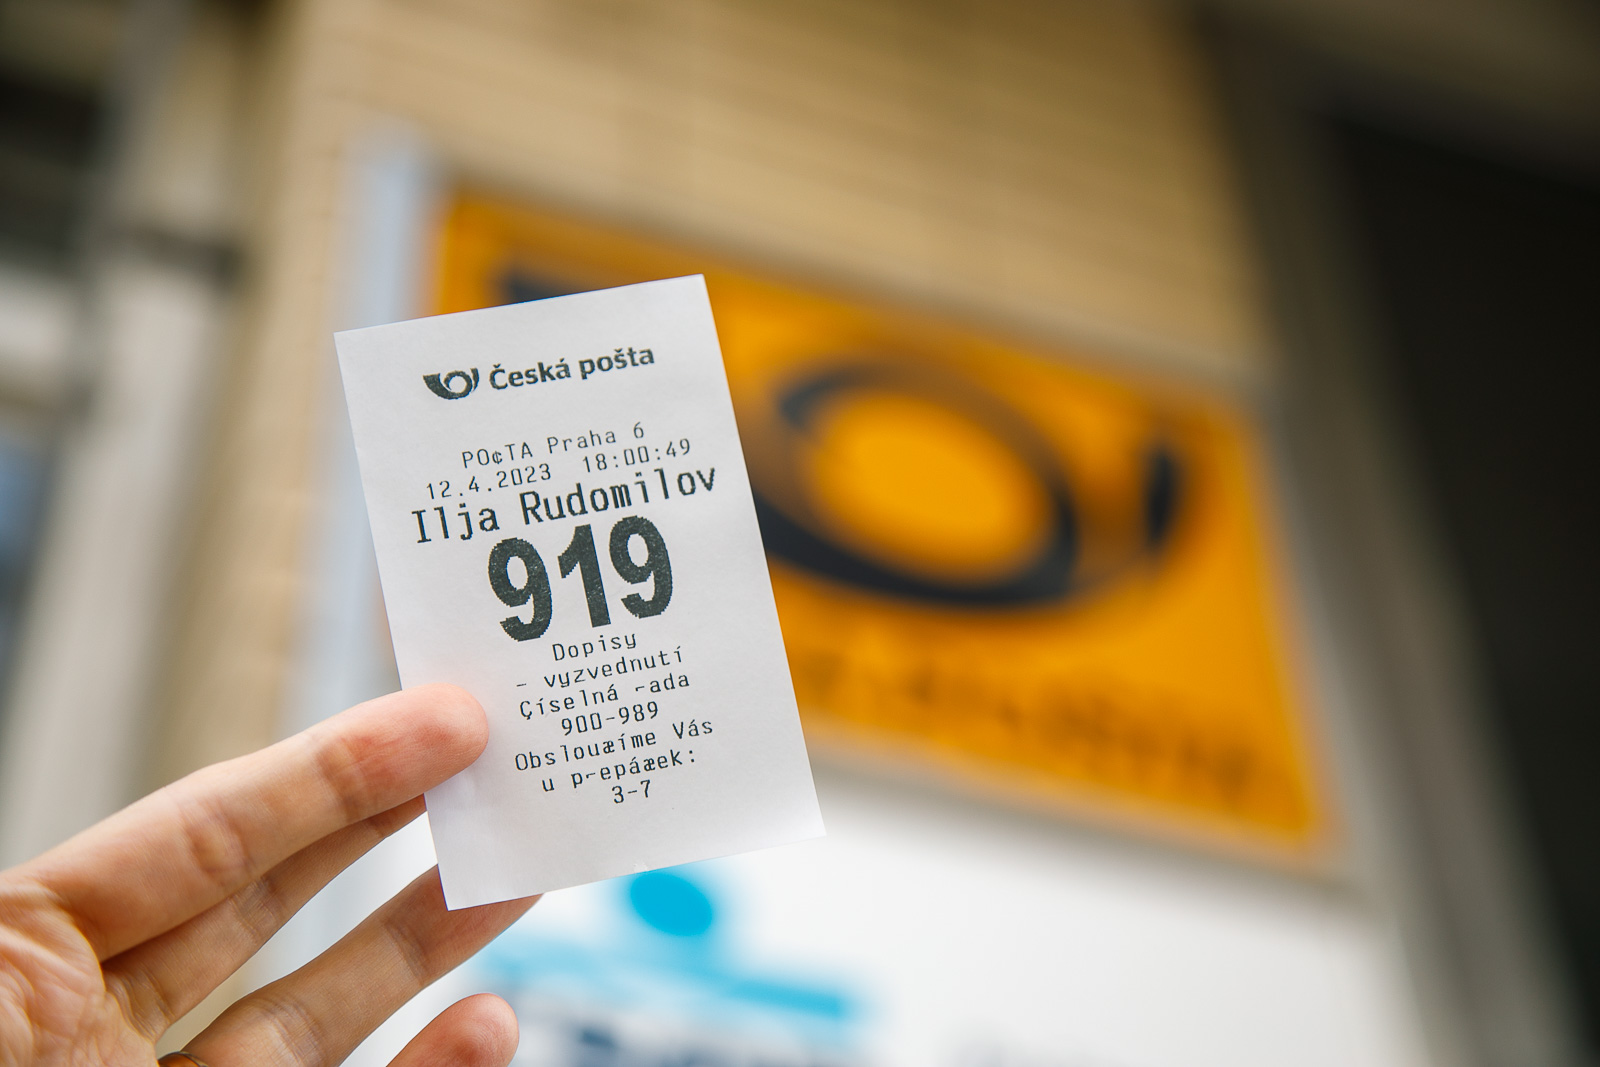 Česká pošta
PO¢TA Praha 6
12.4.2023 18:00:49
Ilja Rudomilov
919
Dopisy
- vyzvednutí
Çíselná ⌐ada
900-989
Obslouæíme Vás
u p⌐epáæek:
3-7